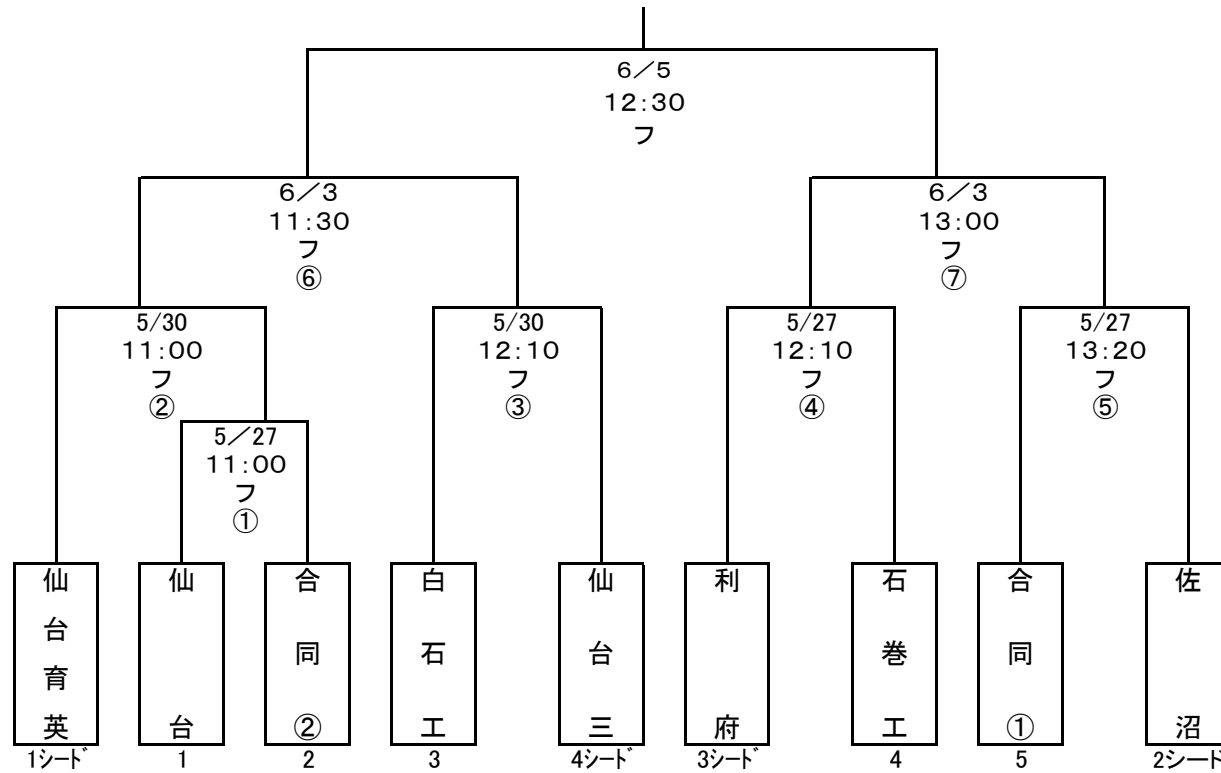 6／5
12:30
フ
6／3
11:30
フ
⑥
6／3
13:00
フ
⑦
5/30
11:00
フ
②
5/30
12:10
フ
③
5/27
12:10
フ
④
5/27
13:20
フ
⑤
5／27
11:00
フ
①
仙台育英
仙台
合同②
白石工
仙台三
利府
石巻工
合同①
佐沼
1ｼｰﾄﾞ
1
2
3
4ｼｰﾄﾞ
3ｼｰﾄﾞ
4
5
2シード